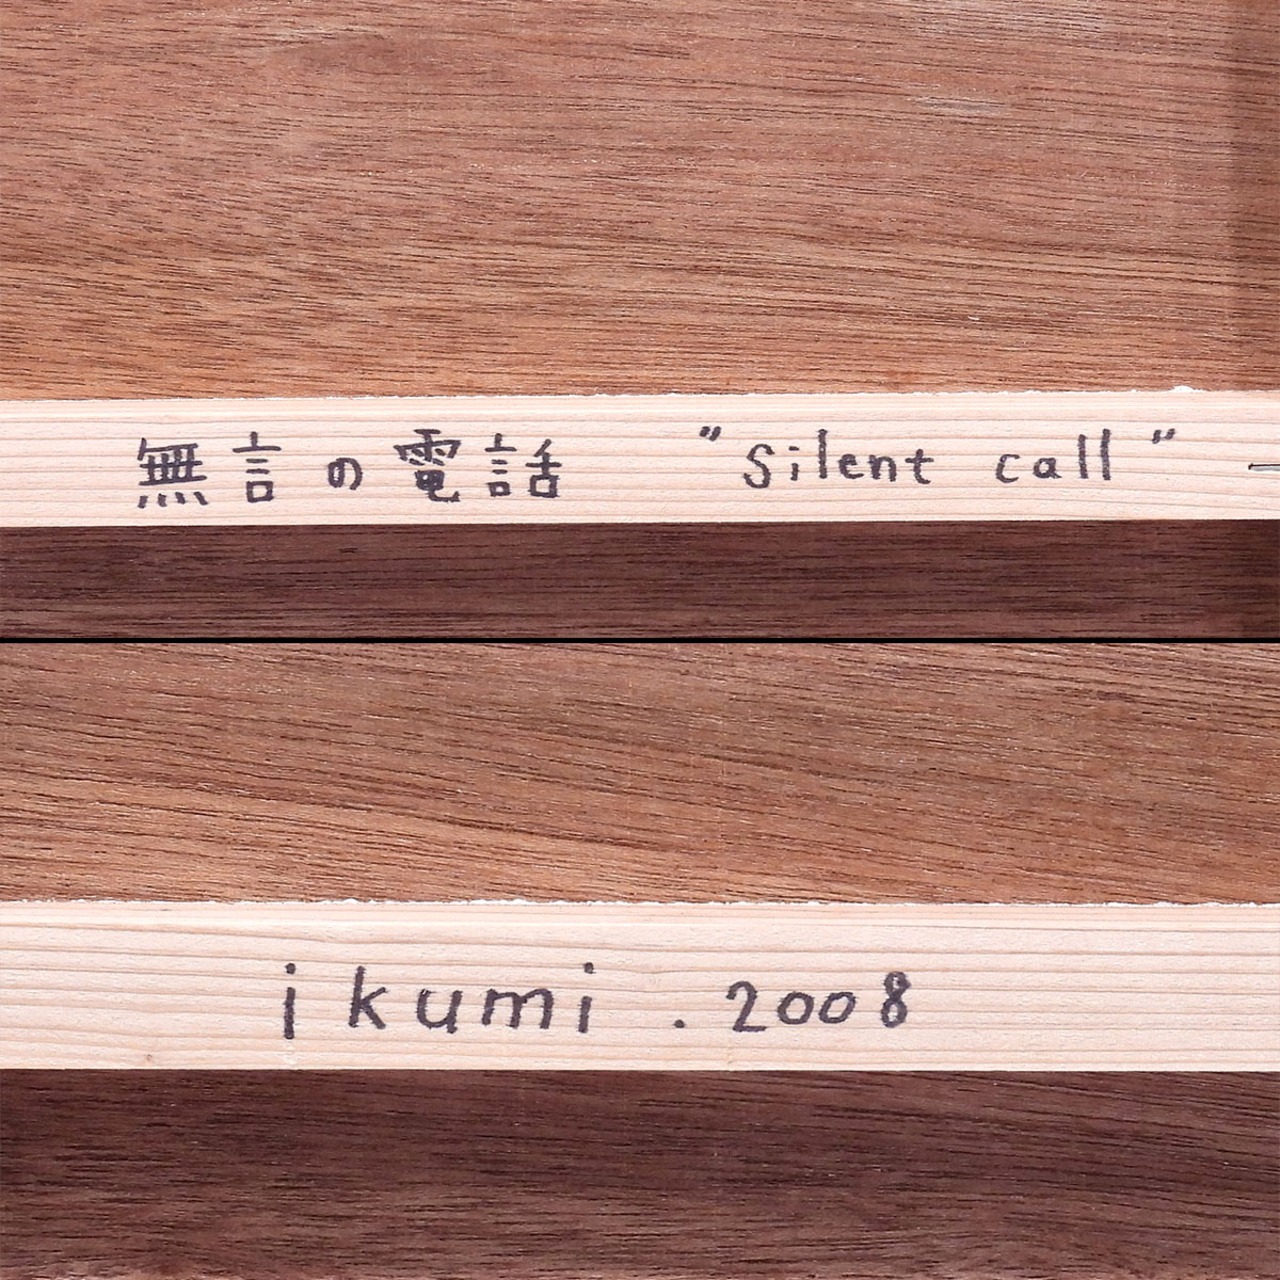 無言の電話 "Silent call"
ikumi . 2008